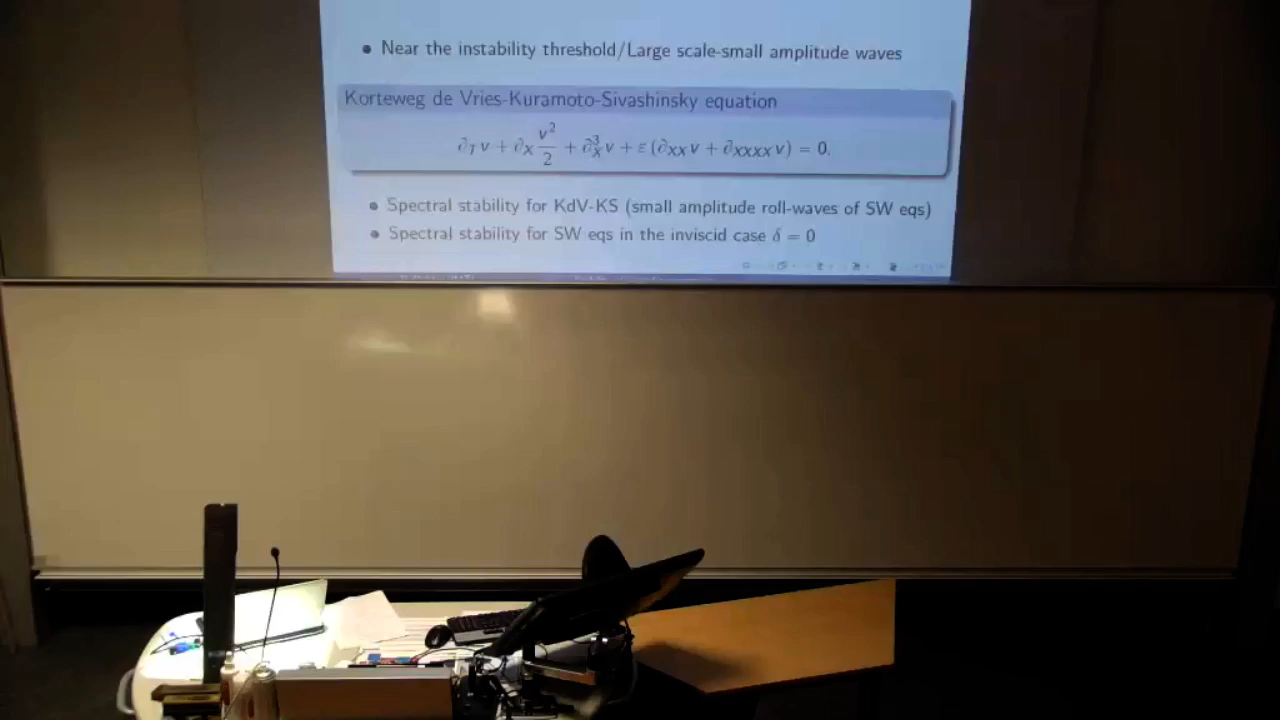 • Near the instability threshold/Large scale-small amplitude waves
Korteweg de Vries-Kuramoto-Sivashinsky equation
∂_T v + ∂_X v²/2 + ∂³_X v + ε (∂_XX v + ∂_XXXX v) = 0.
• Spectral stability for KdV-KS (small amplitude roll-waves of SW eqs)
• Spectral stability for SW eqs in the inviscid case δ = 0